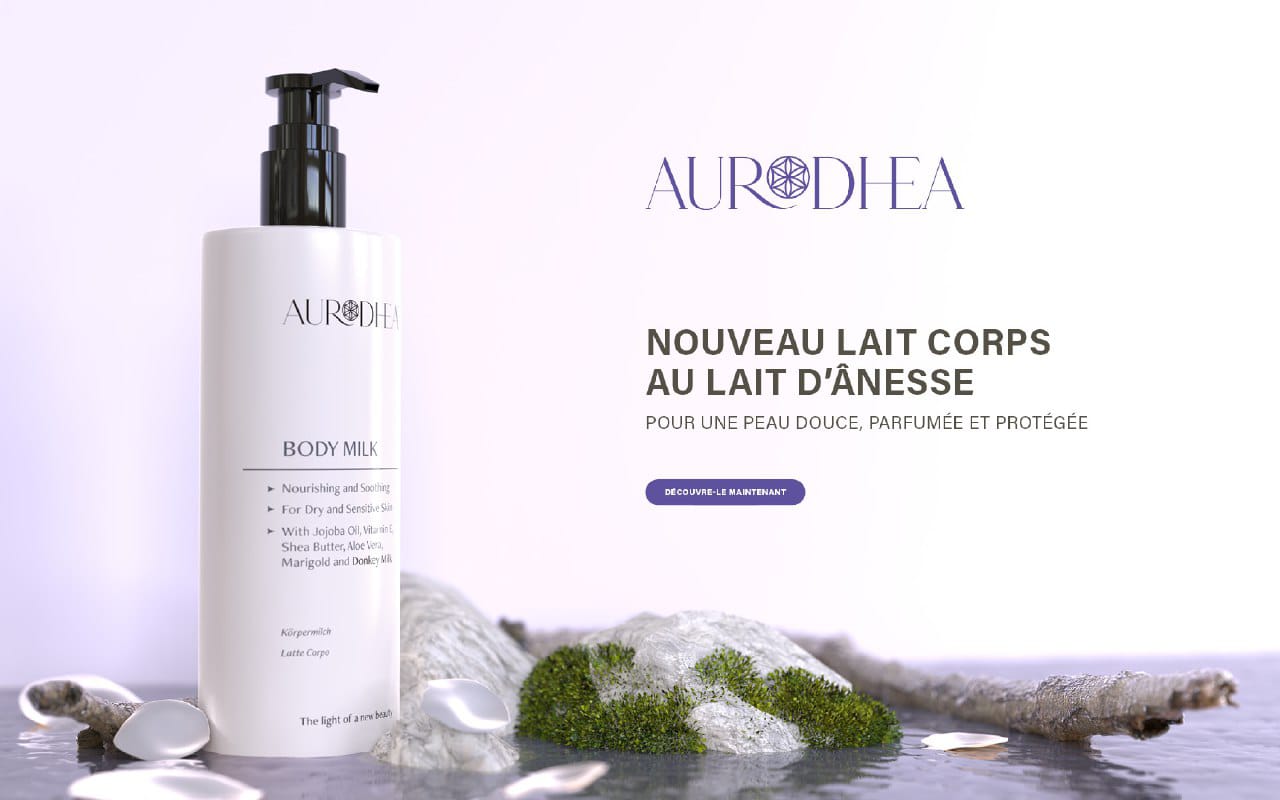 AURODHEA
BODY MILK
➤ Nourishing and Soothing
➤ For Dry and Sensitive Skin
➤ With Jojoba Oil, Vitamin E,
Shea Butter, Aloe Vera,
Marigold and Donkey Milk
Körpermilch
Latte Corpo
The light of a new beauty
AURODHEA
NOUVEAU LAIT CORPS
AU LAIT D’ÂNESSE
POUR UNE PEAU DOUCE, PARFUMÉE ET PROTÉGÉE
DÉCOUVRE-LE MAINTENANT